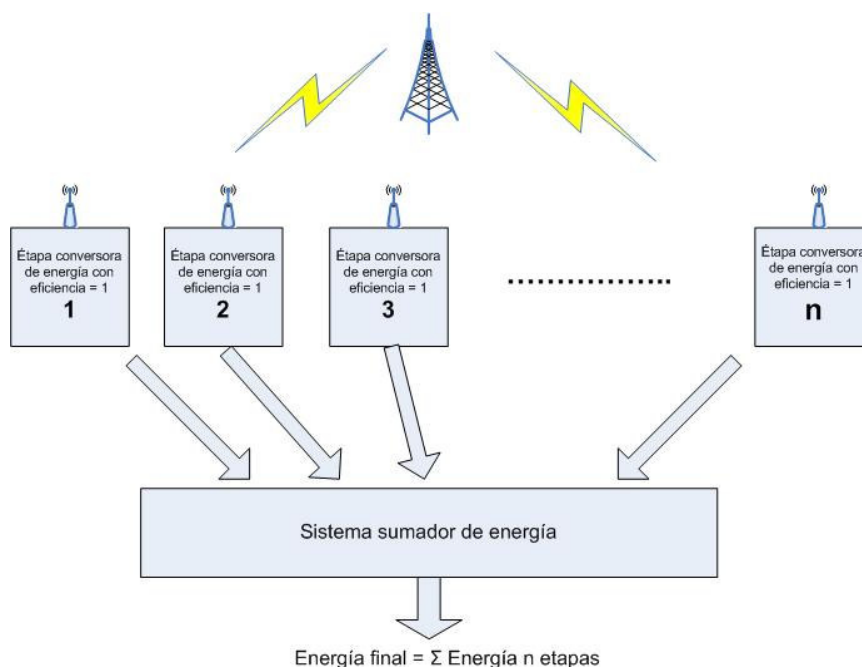 Étapa conversora
de energía con
eficiencia = 1
1
Étapa conversora
de energía con
eficiencia = 1
2
Étapa conversora
de energía con
eficiencia = 1
3
Étapa conversora
de energía con
eficiencia = 1
n
Sistema sumador de energía
Energía final = Σ Energía n etapas